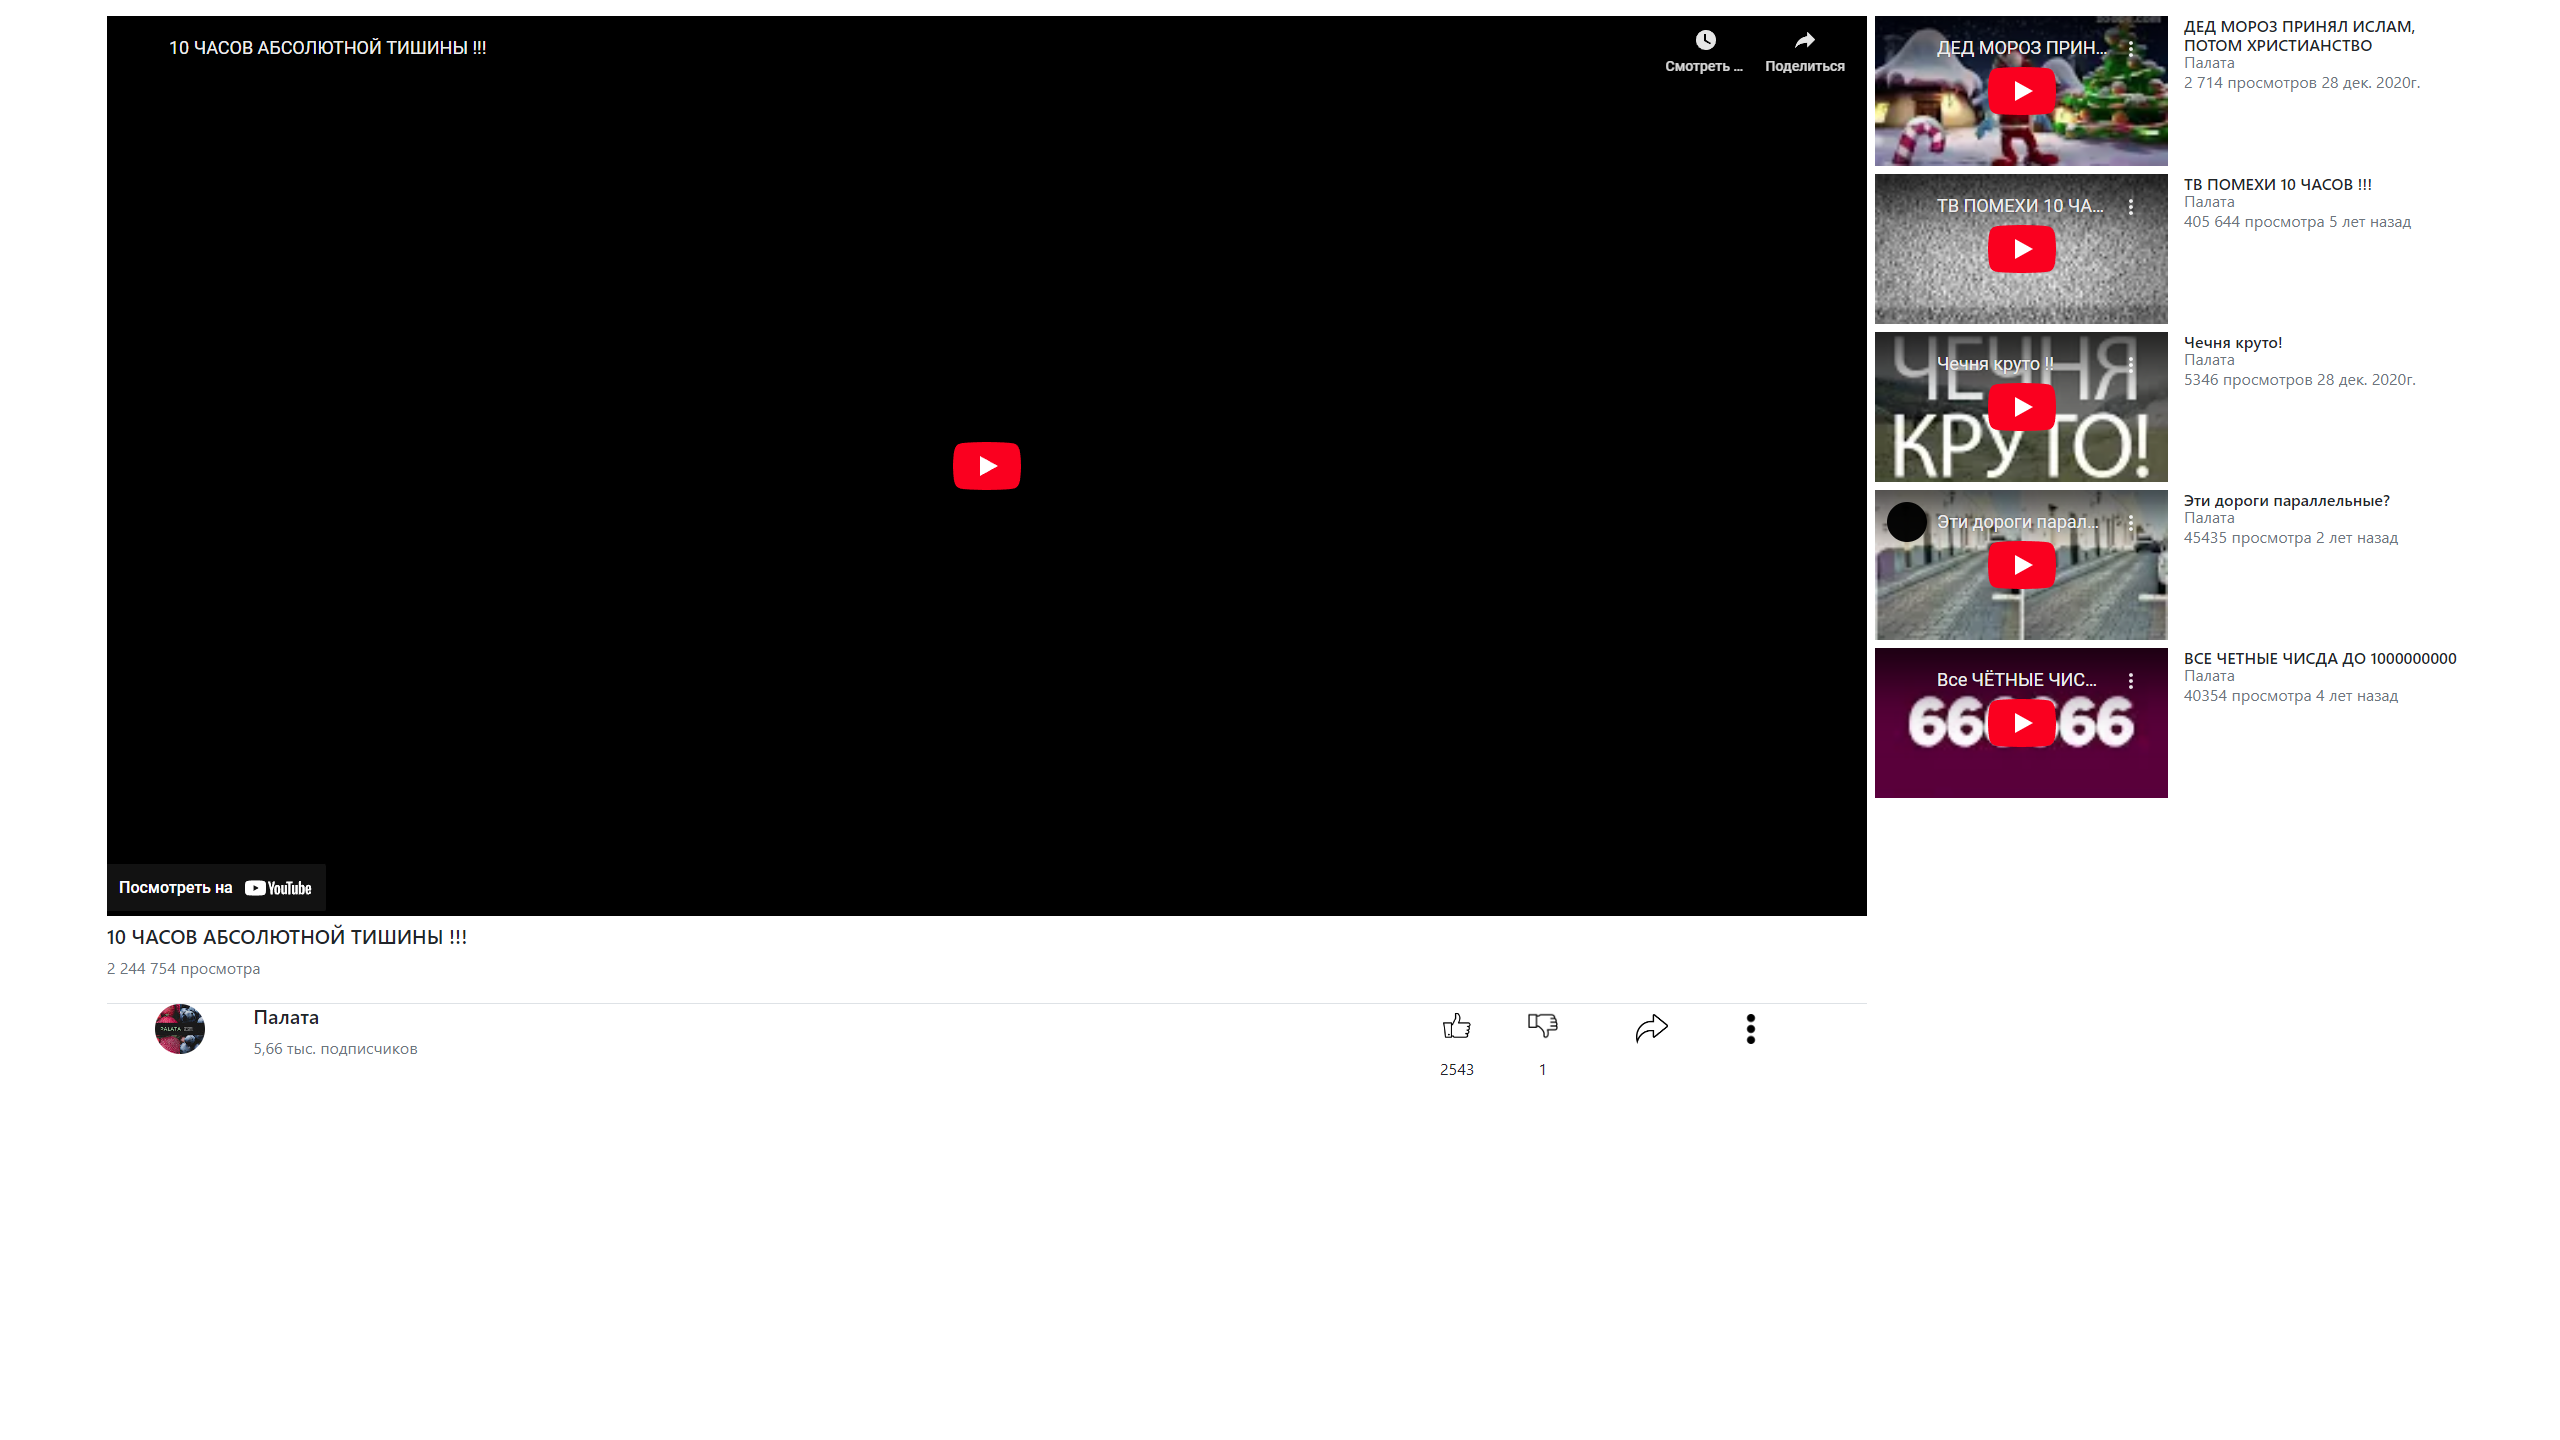 10 ЧАСОВ АБСОЛЮТНОЙ ТИШИНЫ !!!
Смотреть ...
Поделиться
Посмотреть на YouTube
10 ЧАСОВ АБСОЛЮТНОЙ ТИШИНЫ !!!
2 244 754 просмотра
Палата
5,66 тыс. подписчиков
2543
1
ДЕД МОРОЗ ПРИН...
ДЕД МОРОЗ ПРИНЯЛ ИСЛАМ,
ПОТОМ ХРИСТИАНСТВО
Палата
2 714 просмотров 28 дек. 2020г.
ТВ ПОМЕХИ 10 ЧА...
ТВ ПОМЕХИ 10 ЧАСОВ !!!
Палата
405 644 просмотра 5 лет назад
Чечня круто !!
ЧЕЧНЯ
КРУТО!
Чечня круто!
Палата
5346 просмотров 28 дек. 2020г.
Эти дороги парал...
Эти дороги параллельные?
Палата
45435 просмотра 2 лет назад
Все ЧЁТНЫЕ ЧИС...
ВСЕ ЧЕТНЫЕ ЧИСДА ДО 1000000000
Палата
40354 просмотра 4 лет назад